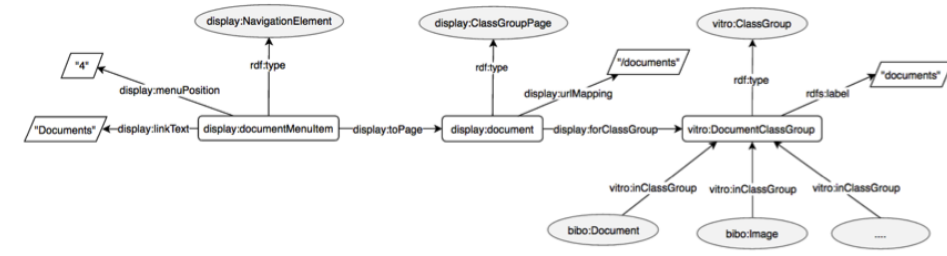 display:NavigationElement
display:ClassGroupPage
vitro:ClassGroup
"4"
rdf:type
rdf:type
"/documents"
rdf:type
"documents"
display:menuPosition
display:urlMapping
rdfs:label
"Documents"
display:linkText
display:documentMenuItem
display:toPage
display:document
display:forClassGroup
vitro:DocumentClassGroup
vitro:inClassGroup
vitro:inClassGroup
vitro:inClassGroup
bibo:Document
bibo:Image
....